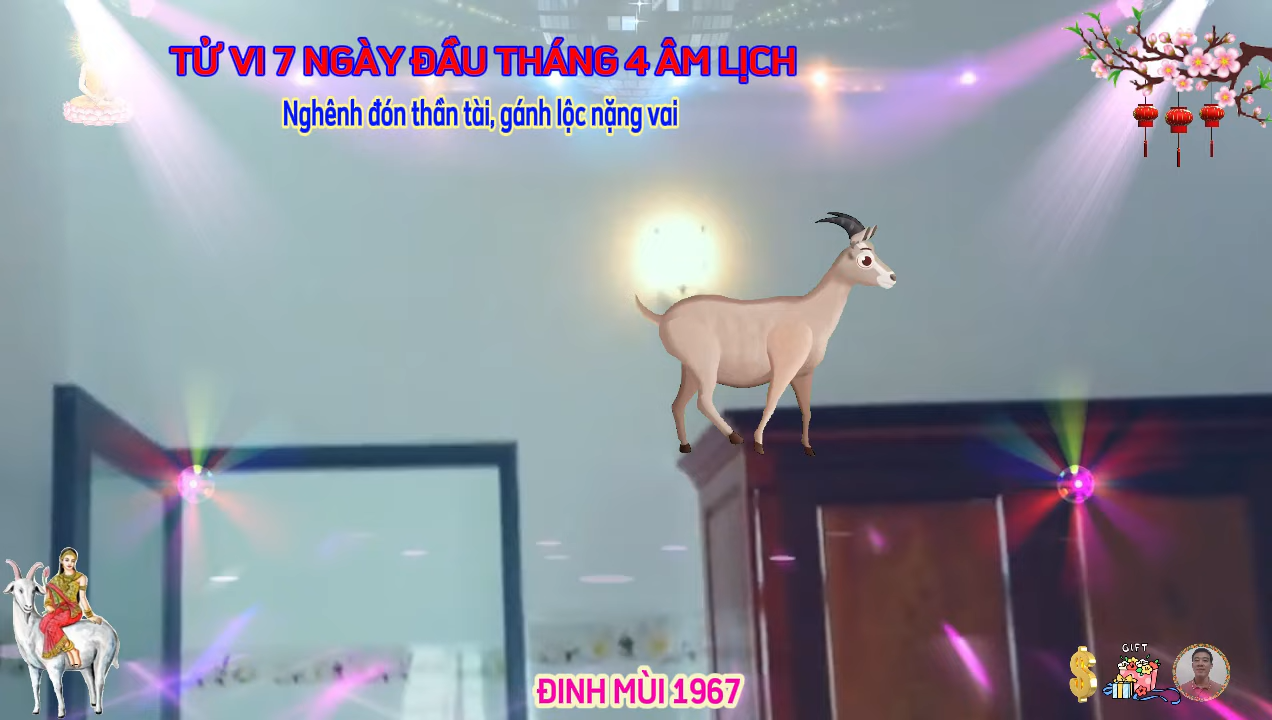 TỬ VI 7 NGÀY ĐẦU THÁNG 4 ÂM LỊCH
Nghênh đón thần tài, gánh lộc nặng vai
ĐINH MÙI 1967
GIFT